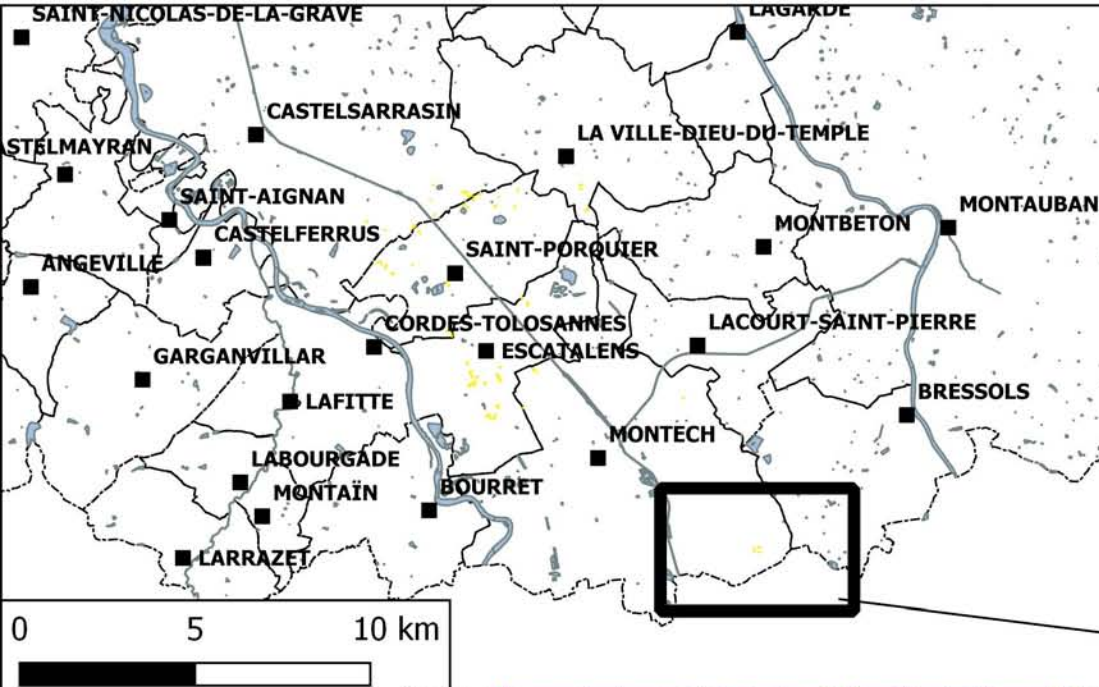 SAINT-NICOLAS-DE-LA-GRAVE
LAGARDE
CASTELSARRASIN
LA VILLE-DIEU-DU-TEMPLE
STELMAYRAN
SAINT-AIGNAN
MONTAUBAN
CASTELFERRUS
MONTBETON
SAINT-PORQUIER
ANGEVILLE
CORDES-TOLOSANNES
LACOURT-SAINT-PIERRE
GARGANVILLAR
ESCATALENS
BRESSOLS
LAFITTE
MONTECH
LABOURGADE
MONTAÏN
BOURRET
LARRAZET
0 5 10 km